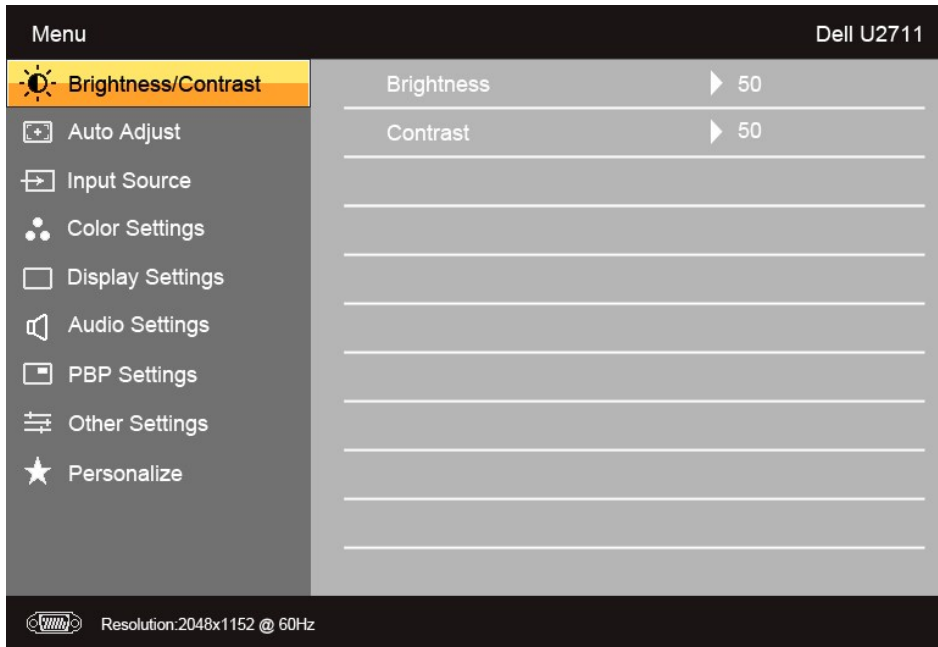 Menu Dell U2711
Brightness/Contrast
Auto Adjust
Input Source
Color Settings
Display Settings
Audio Settings
PBP Settings
Other Settings
Personalize
Brightness 50
Contrast 50
Resolution:2048x1152 @ 60Hz